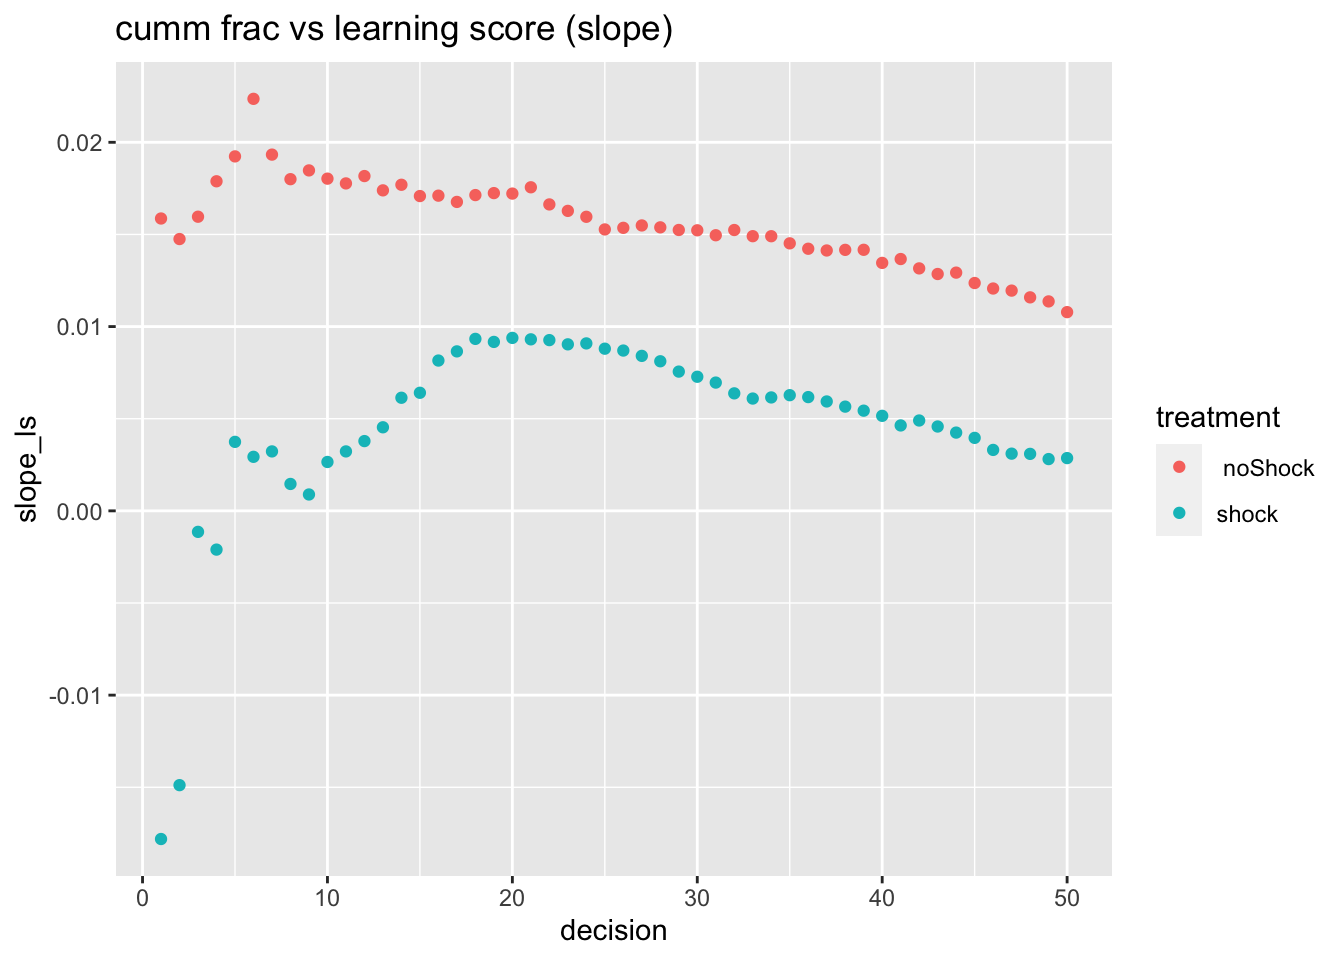 cumm frac vs learning score (slope)
slope_ls
0.02
0.01
0.00
-0.01
0
10
20
30
40
50
decision
treatment
noShock
shock